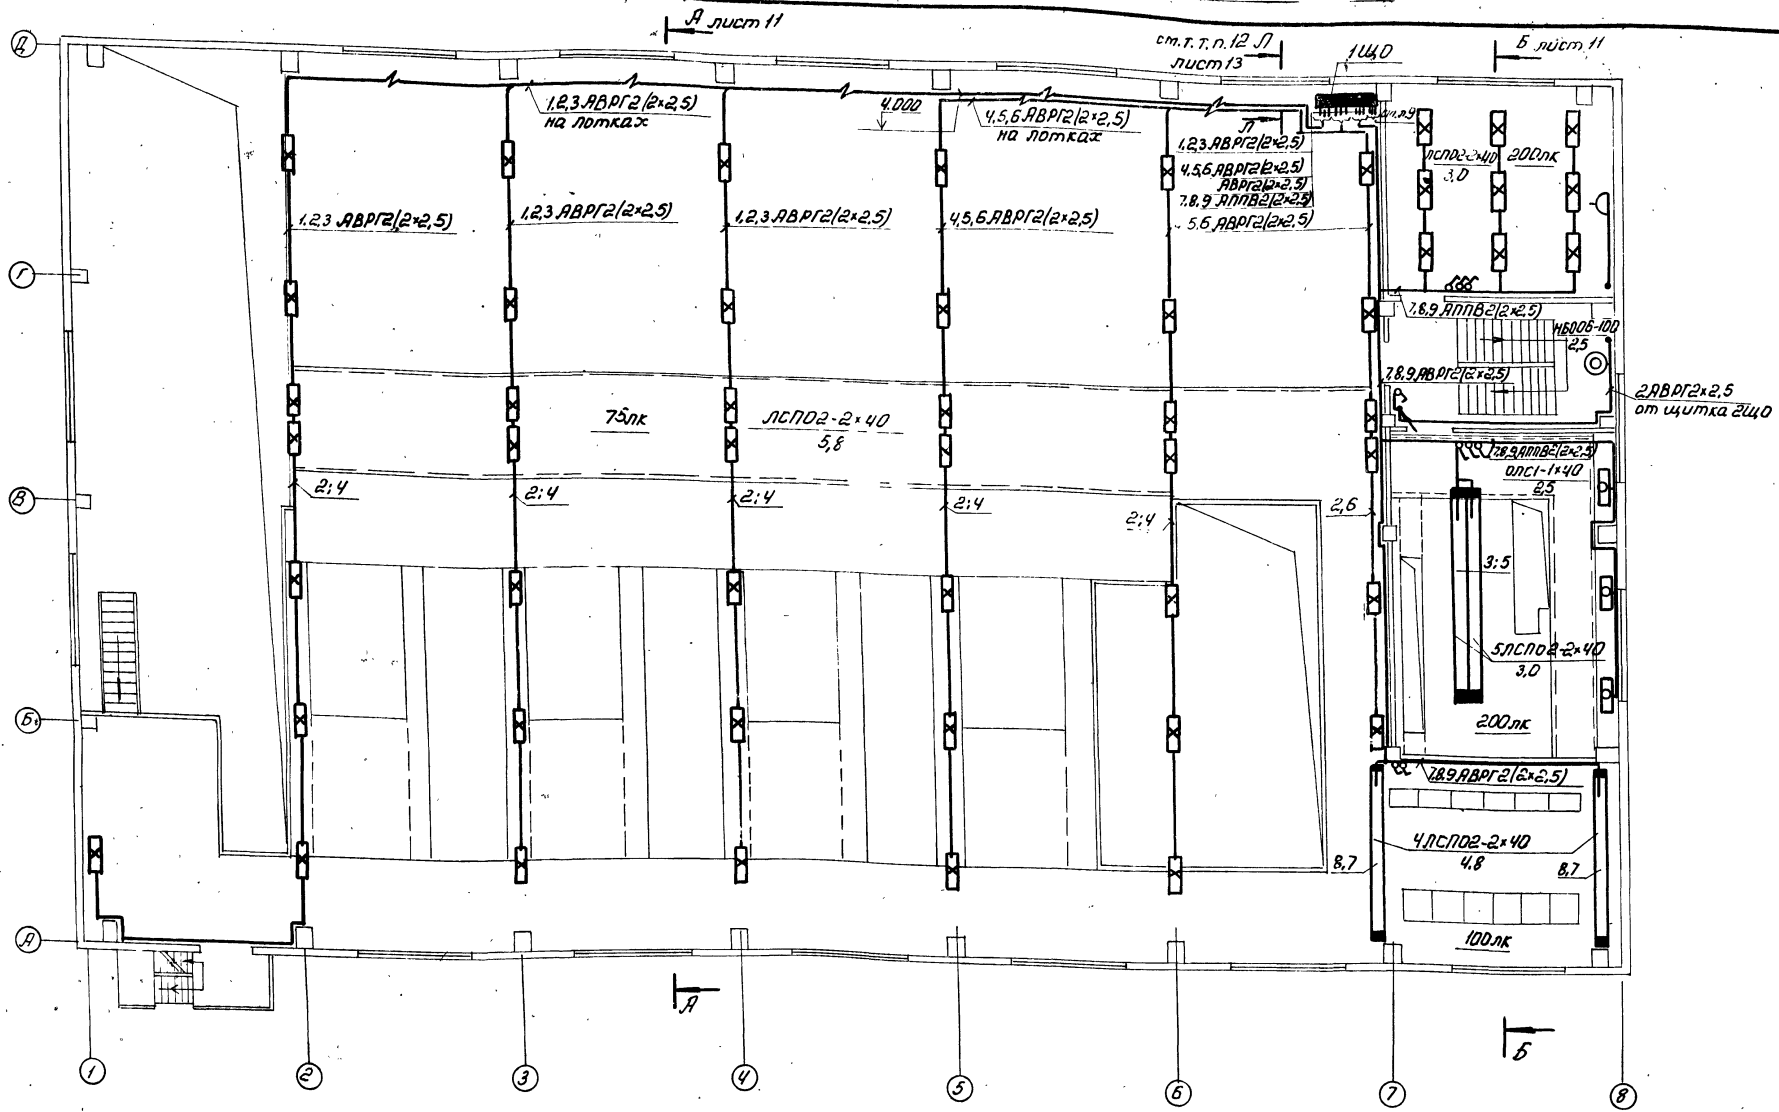 А лист 11
см. т. т. п. 12 Л
лист 13
1ЩО
Б лист 11
Д
1,2,3 АВРГ2(2×2,5)
на лотках
4.000
4,5,6 АВРГ2(2×2,5)
на лотках
Л
1,2,3 АВРГ2(2×2,5)
4,5,6 АВРГ2(2×2,5)
АВРГ2(2×2,5)
7,8,9 АППВ2(2×2,5)
5,6 АВРГ2(2×2,5)
ЛСП02-2×40
3,0
200лк
1,2,3 АВРГ2(2×2,5)
1,2,3 АВРГ2(2×2,5)
1,2,3 АВРГ2(2×2,5)
4,5,6 АВРГ2(2×2,5)
Г
7,8,9 АППВ2(2×2,5)
НБ006-100
2,5
7,8,9 АВРГ2(2×2,5)
2АВРГ2×2,5
от щитка 2ЩО
75лк
ЛСП02-2×40
5,8
7,8,9 АППВ2(2×2,5)
ОЛС1-1×40
2,5
В
2;4
2;4
2;4
2;4
2;4
2,6
3;5
5ЛСП02-2×40
3,0
200лк
Б
7,8,9 АВРГ2(2×2,5)
4ЛСП02-2×40
4,8
8,7
8,7
100лк
А
А
Б
1
2
3
4
5
6
7
8